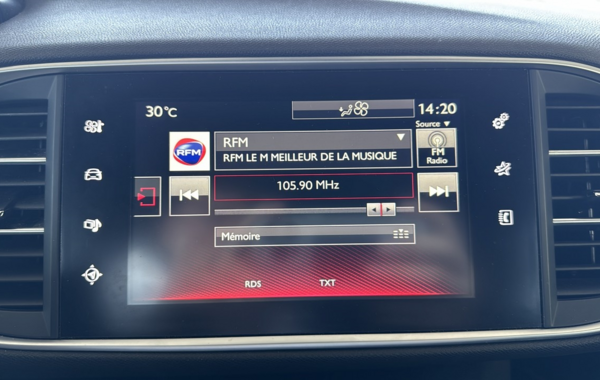 30°C
14:20
Source
RFM
RFM
RFM LE M MEILLEUR DE LA MUSIQUE
FM
Radio
105.90 MHz
Mémoire
RDS
TXT